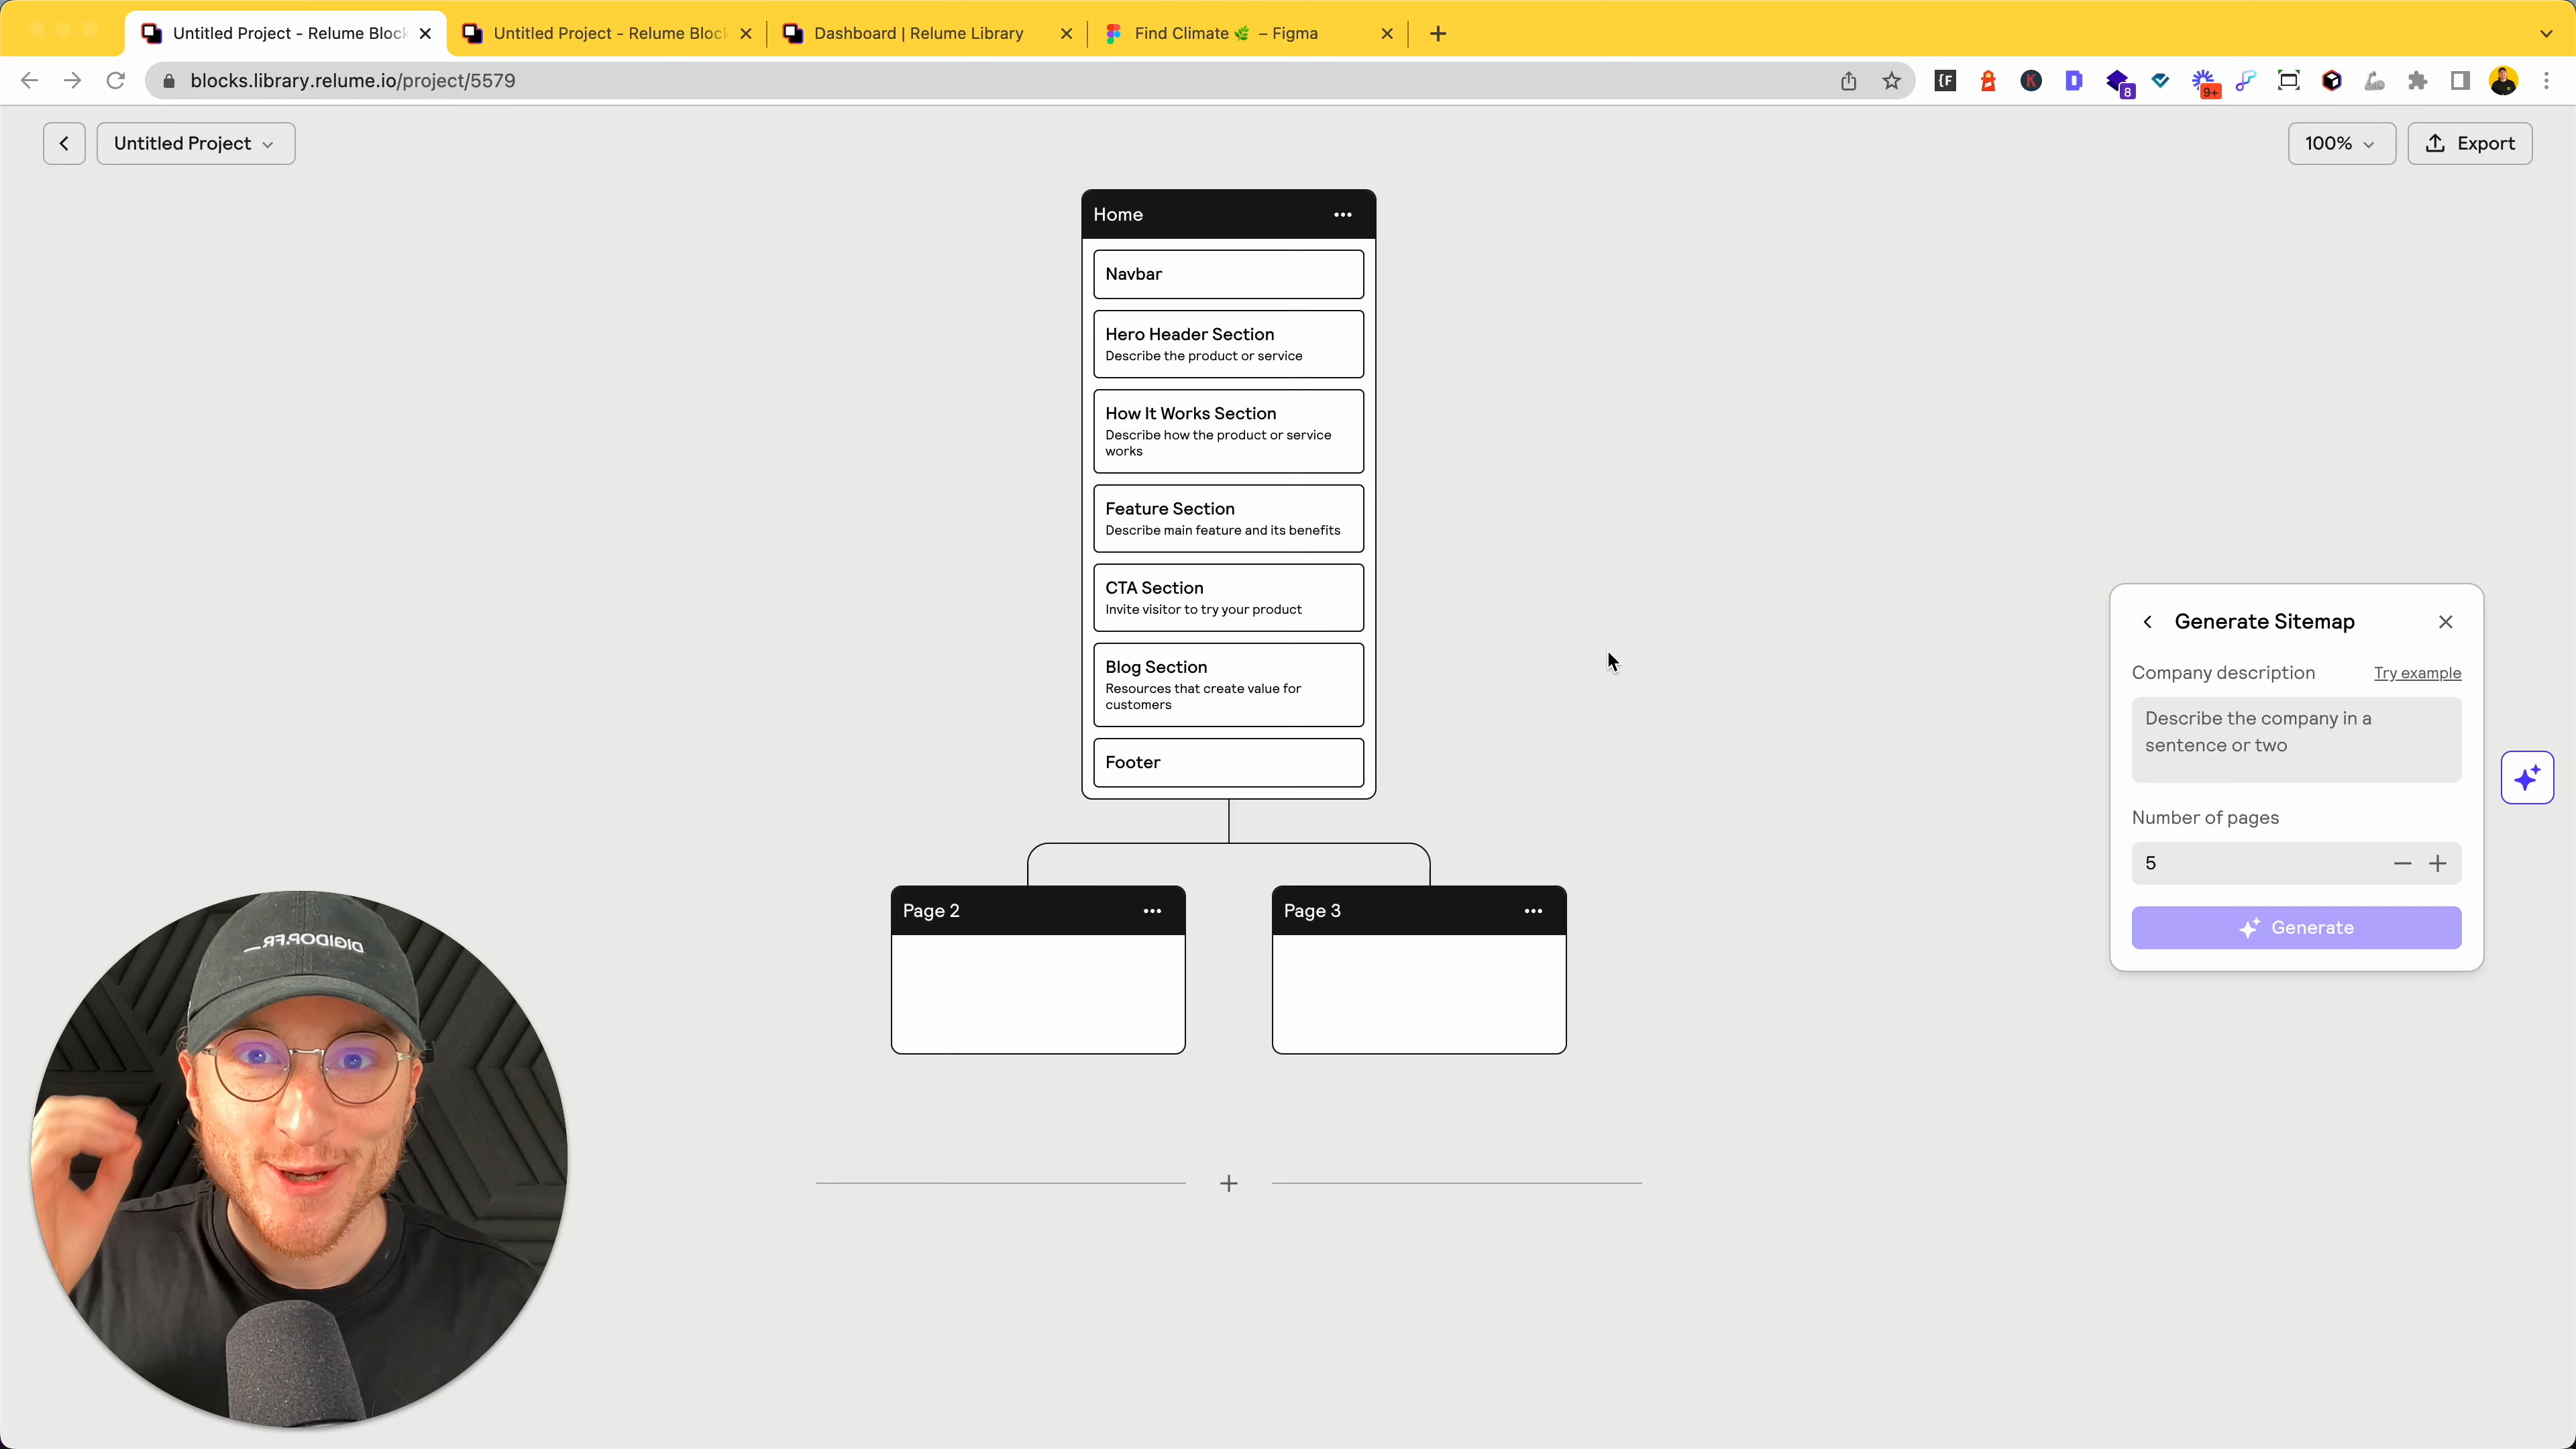 Untitled Project - Relume Block
Untitled Project - Relume Block
Dashboard | Relume Library
Find Climate 🌿 – Figma
blocks.library.relume.io/project/5579
{F
K
D
8
9+
Untitled Project
100%
Export
Home
Navbar
Hero Header Section
Describe the product or service
How It Works Section
Describe how the product or service
works
Feature Section
Describe main feature and its benefits
CTA Section
Invite visitor to try your product
Blog Section
Resources that create value for
customers
Footer
Page 2
Page 3
Generate Sitemap
Company description
Try example
Describe the company in a
sentence or two
Number of pages
5
Generate
DIGIDOP.FR_